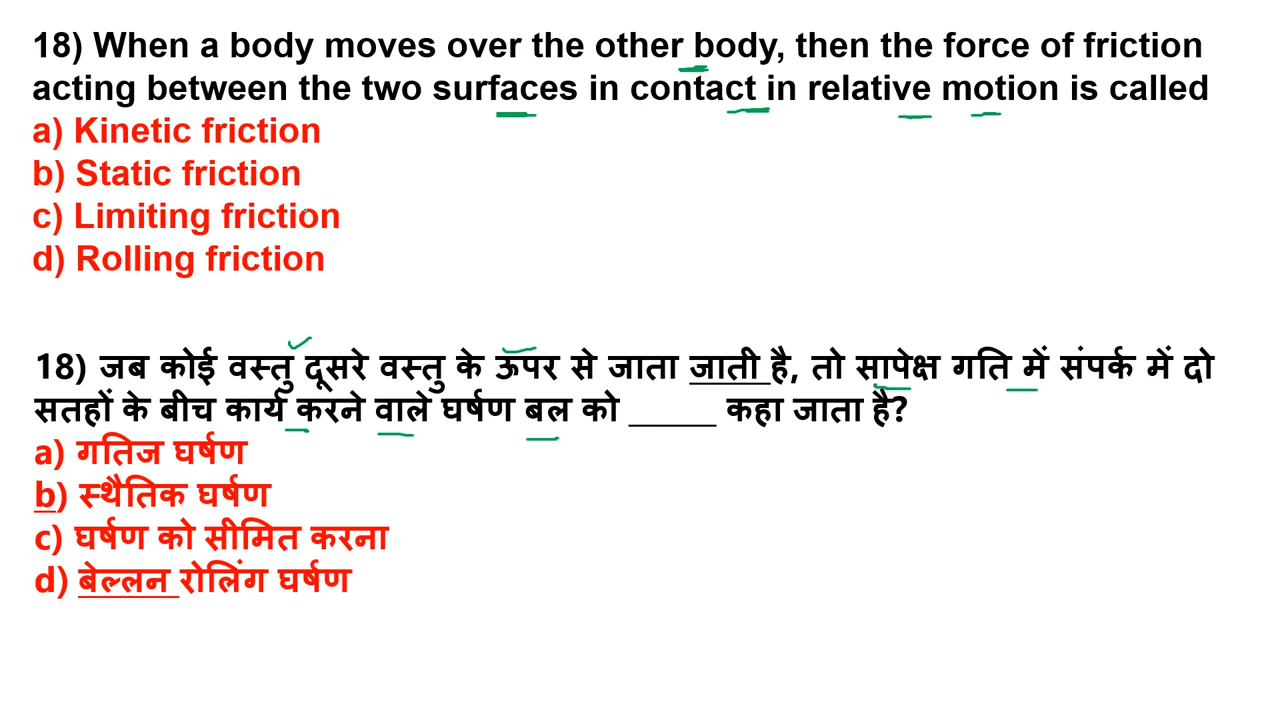 18) When a body moves over the other body, then the force of friction
acting between the two surfaces in contact in relative motion is called
a) Kinetic friction
b) Static friction
c) Limiting friction
d) Rolling friction
18) जब कोई वस्तु दूसरे वस्तु के ऊपर से जाता जाती है, तो सापेक्ष गति में संपर्क में दो
सतहों के बीच कार्य करने वाले घर्षण बल को ______ कहा जाता है?
a) गतिज घर्षण
b) स्थैतिक घर्षण
c) घर्षण को सीमित करना
d) बेल्लन रोलिंग घर्षण